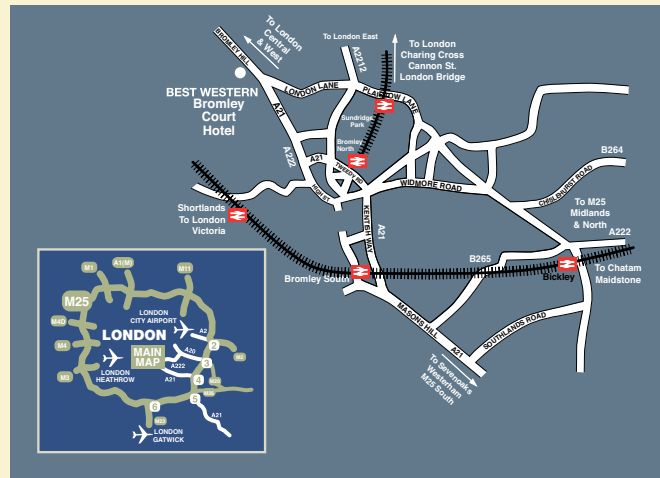 To London
Central
& West
BROMLEY HILL
To London East
A2212
To London
Charing Cross
Cannon St.
London Bridge
BEST WESTERN
Bromley
Court
Hotel
LONDON LANE
PLAISTOW LANE
A21
Sundridge
Park
Bromley
North
A222
A21
TWEEDY RD
HIGH ST.
WIDMORE ROAD
B264
CHISLEHURST ROAD
Shortlands
To London
Victoria
KENTISH WAY
A21
To M25
Midlands
& North
A222
Bromley South
B265
Bickley
To Chatam
Maidstone
MASONS HILL
A21
SOUTHLANDS ROAD
To Sevenoaks
Westerham
M25 South
M1
A1(M)
M11
M25
M4D
M4
M3
LONDON
CITY AIRPORT
LONDON
MAIN
MAP
LONDON
HEATHROW
A2
2
A20
A222
3
A21
4
5
6
A21
LONDON
GATWICK